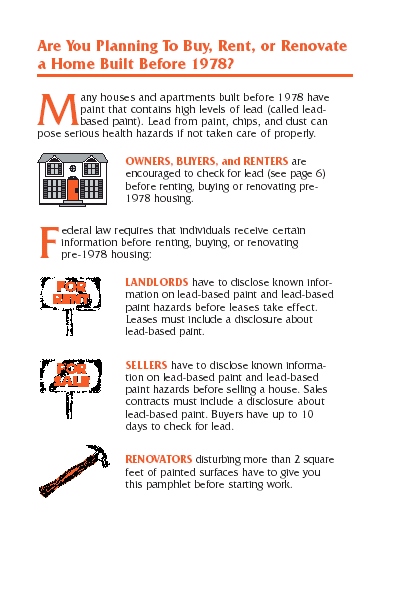 Are You Planning To Buy, Rent, or Renovate
a Home Built Before 1978?
Many houses and apartments built before 1978 have
paint that contains high levels of lead (called lead-
based paint). Lead from paint, chips, and dust can
pose serious health hazards if not taken care of properly.
OWNERS, BUYERS, and RENTERS are
encouraged to check for lead (see page 6)
before renting, buying or renovating pre-
1978 housing.
Federal law requires that individuals receive certain
information before renting, buying, or renovating
pre-1978 housing:
FOR
RENT
LANDLORDS have to disclose known infor-
mation on lead-based paint and lead-based
paint hazards before leases take effect.
Leases must include a disclosure about
lead-based paint.
FOR
SALE
SELLERS have to disclose known informa-
tion on lead-based paint and lead-based
paint hazards before selling a house. Sales
contracts must include a disclosure about
lead-based paint. Buyers have up to 10
days to check for lead.
RENOVATORS disturbing more than 2 square
feet of painted surfaces have to give you
this pamphlet before starting work.